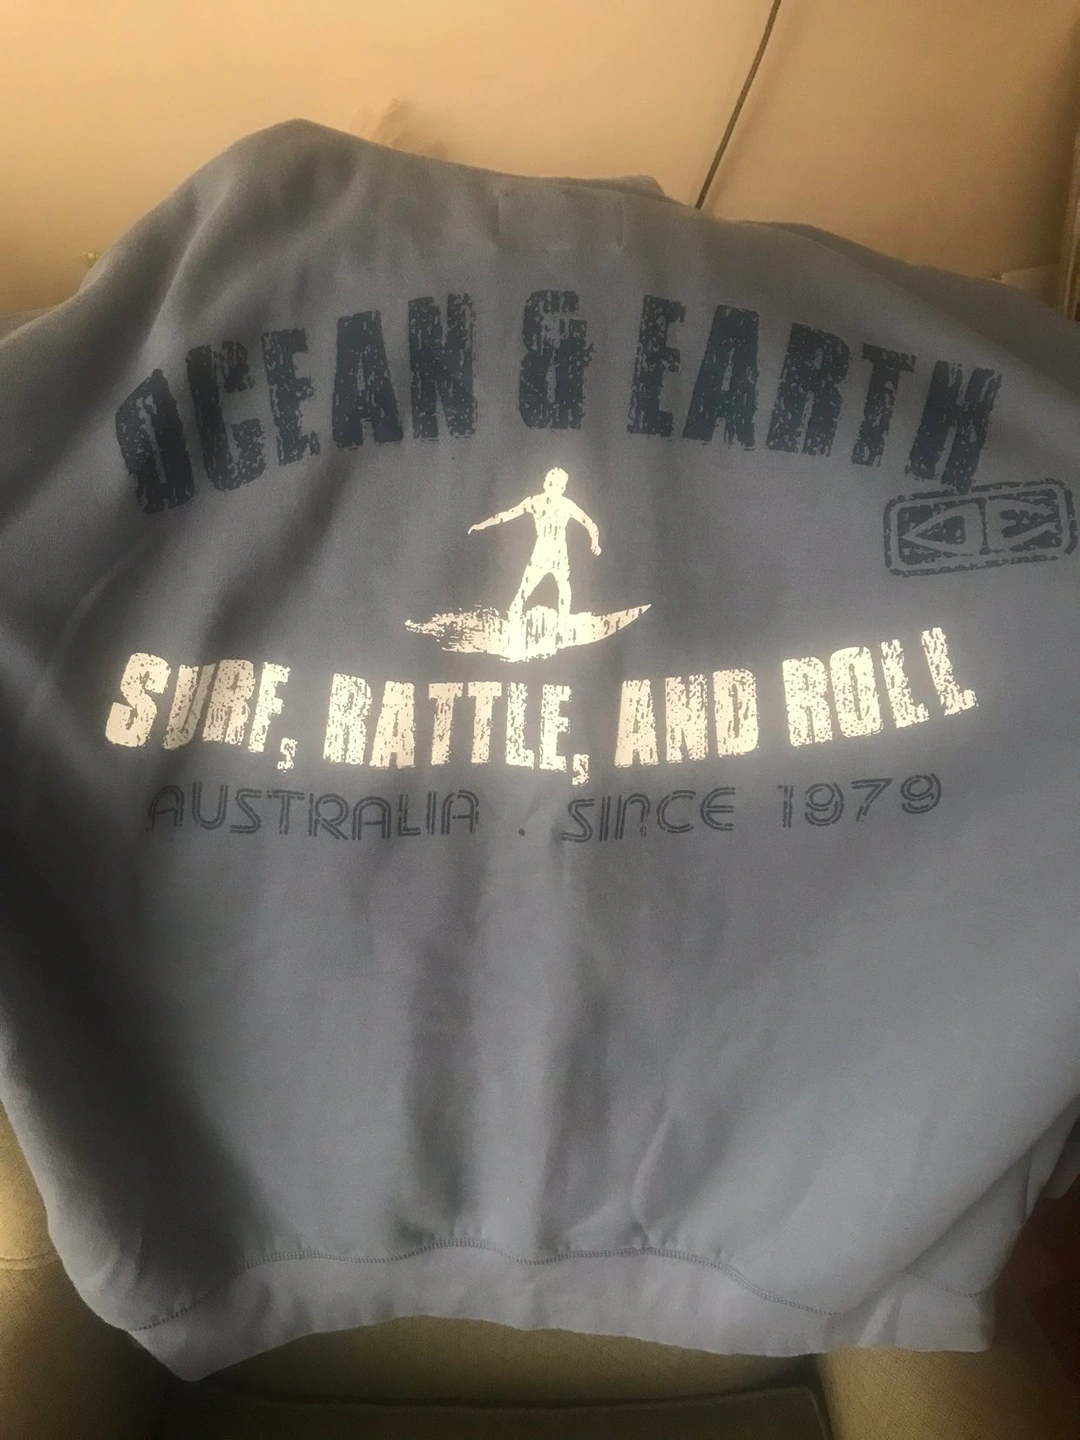 OCEAN & EARTH
SURF, RATTLE, AND ROLL
AUSTRALIA . SINCE 1979